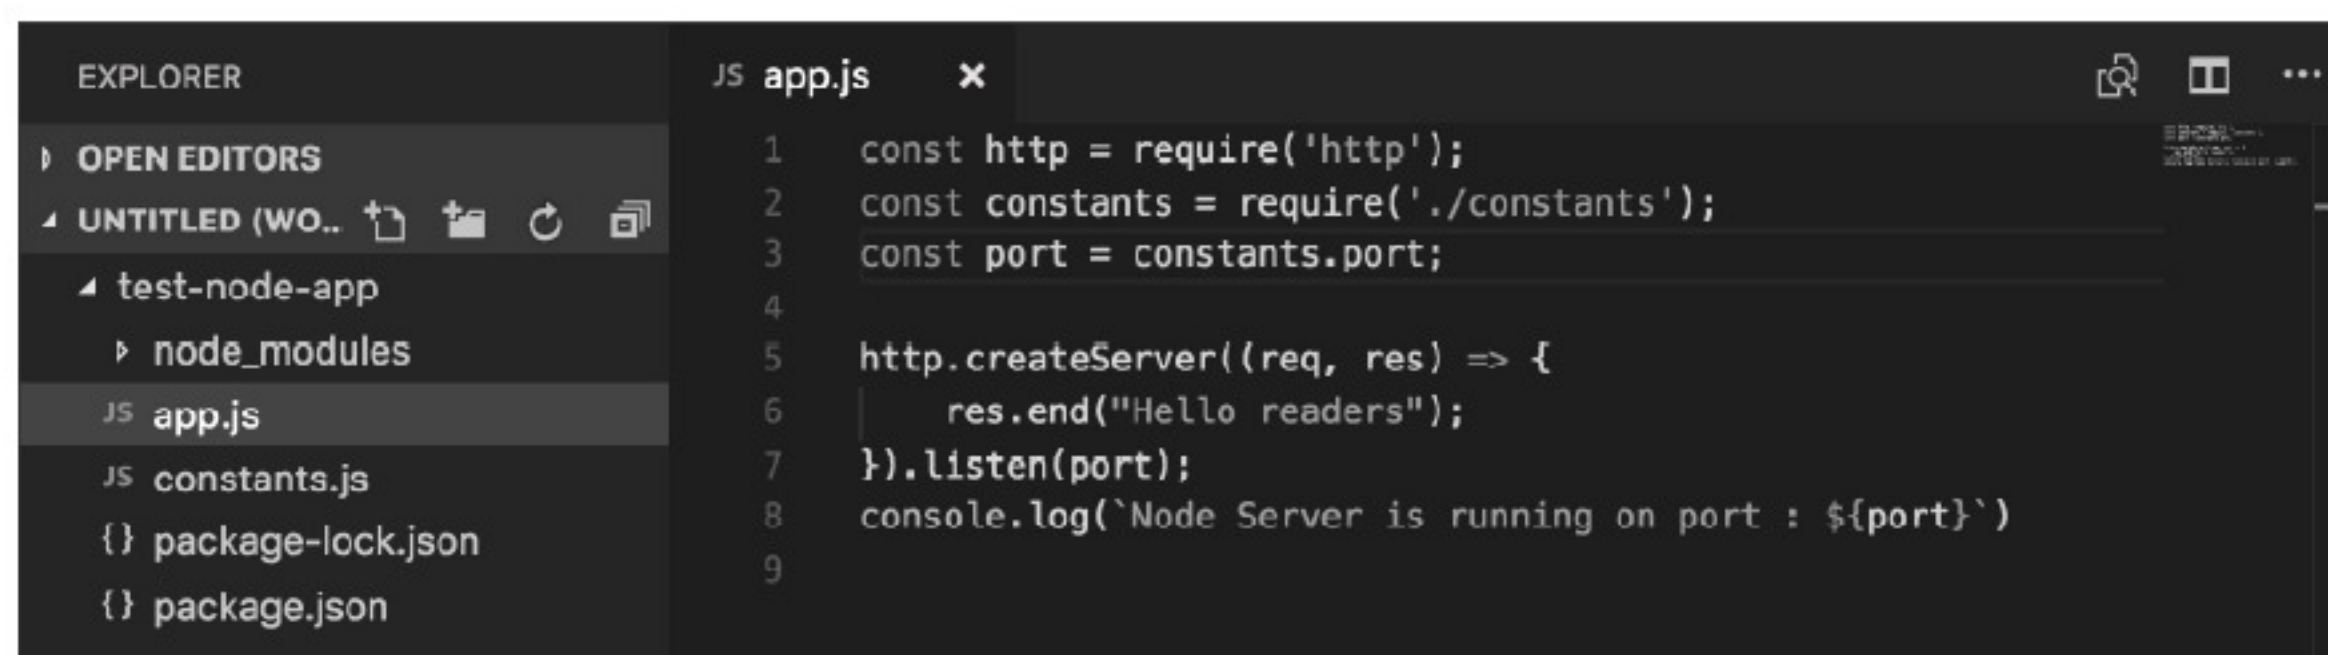 EXPLORER
OPEN EDITORS
UNTITLED (WO..
test-node-app
node_modules
JS app.js
JS constants.js
{} package-lock.json
{} package.json
JS app.js
1 const http = require('http');
2 const constants = require('./constants');
3 const port = constants.port;
4
5 http.createServer((req, res) => {
6     res.end("Hello readers");
7 }).listen(port);
8 console.log(`Node Server is running on port : ${port}`)
9